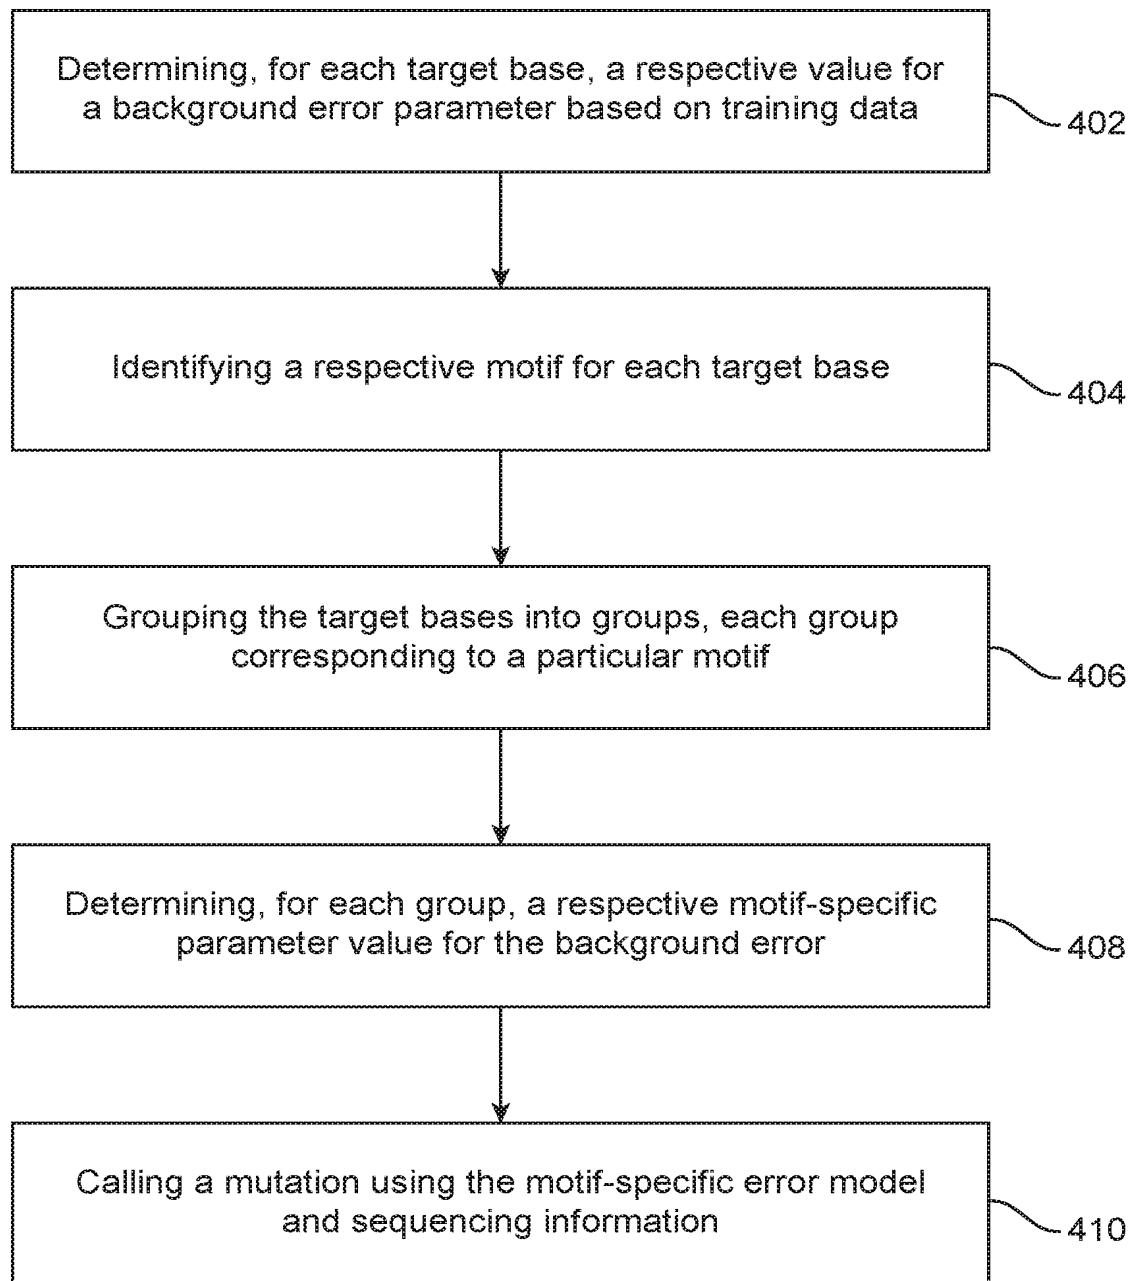 Determining, for each target base, a respective value for
a background error parameter based on training data
402
Identifying a respective motif for each target base
404
Grouping the target bases into groups, each group
corresponding to a particular motif
406
Determining, for each group, a respective motif-specific
parameter value for the background error
408
Calling a mutation using the motif-specific error model
and sequencing information
410